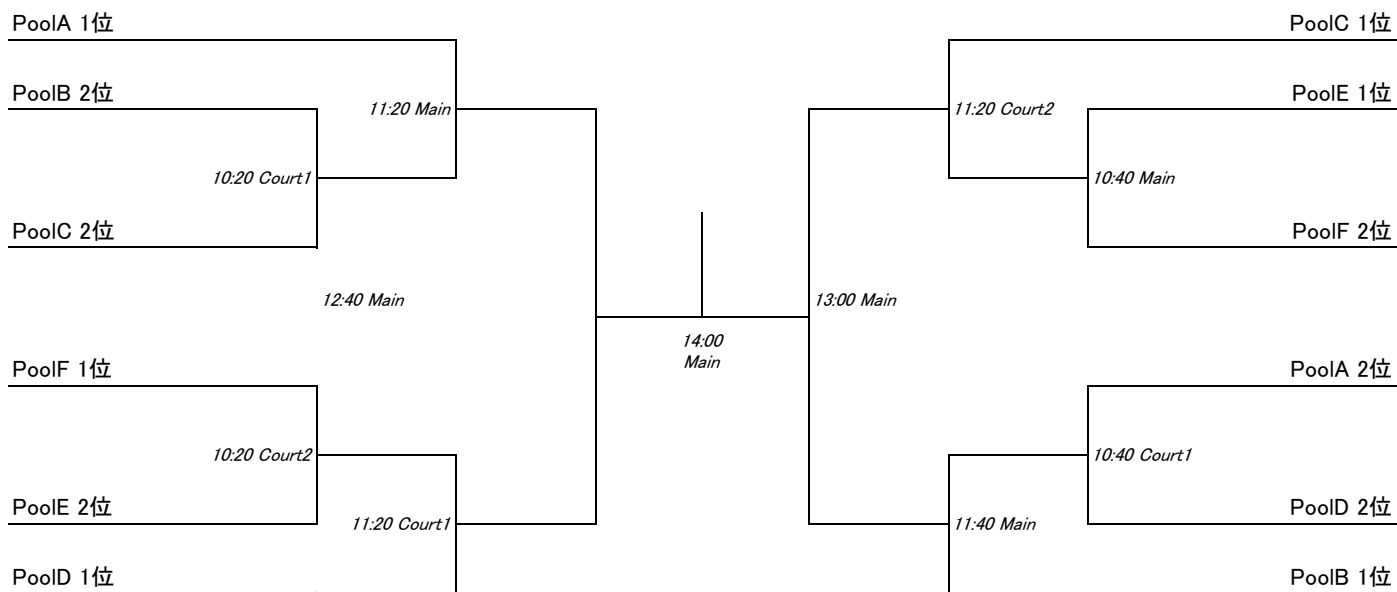 PoolA 1位
PoolC 1位
PoolB 2位
11:20 Main
11:20 Court2
PoolE 1位
10:20 Court1
10:40 Main
PoolC 2位
PoolF 2位
12:40 Main
13:00 Main
14:00
Main
PoolF 1位
PoolA 2位
10:20 Court2
10:40 Court1
PoolE 2位
11:20 Court1
11:40 Main
PoolD 2位
PoolD 1位
PoolB 1位